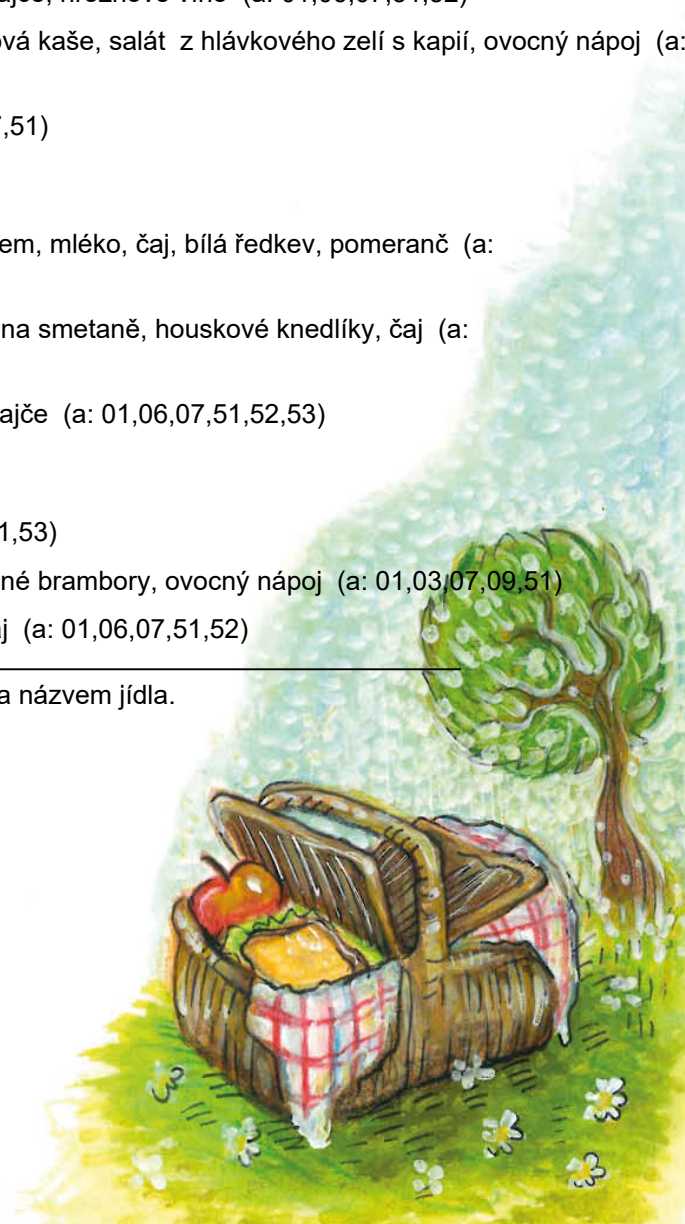 ová kaše, salát z hlávkového zelí s kapií, ovocný nápoj (a:
,51)
em, mléko, čaj, bílá ředkev, pomeranč (a:
na smetaně, houskové knedlíky, čaj (a:
ajče (a: 01,06,07,51,52,53)
1,53)
né brambory, ovocný nápoj (a: 01,03,07,09,51)
j (a: 01,06,07,51,52)
a názvem jídla.